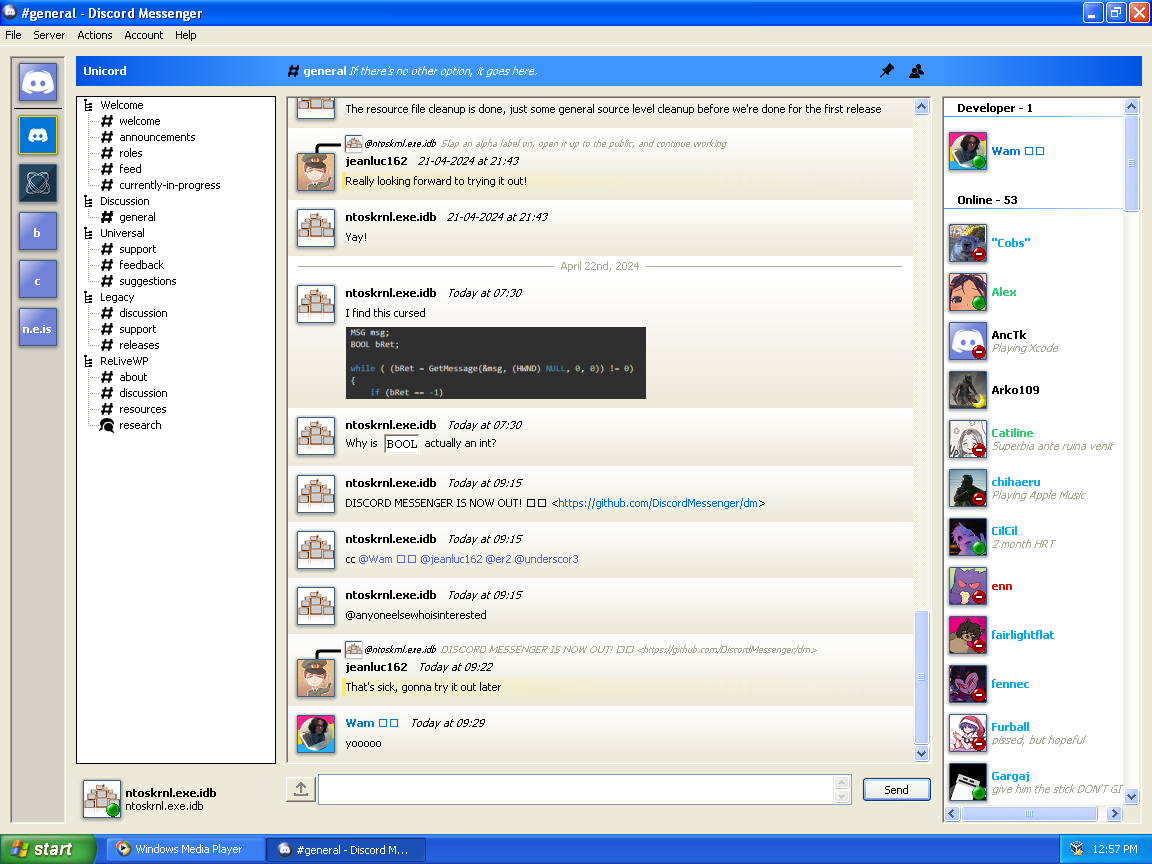 #general - Discord Messenger
File Server Actions Account Help
Unicord
# general If there's no other option, it goes here.
b
c
n.e.is
Welcome
# welcome
# announcements
# roles
# feed
# currently-in-progress
Discussion
# general
Universal
# support
# feedback
# suggestions
Legacy
# discussion
# support
# releases
ReLiveWP
# about
# discussion
# resources
research
ntoskrnl.exe.idb
ntoskrnl.exe.idb
The resource file cleanup is done, just some general source level cleanup before we're done for the first release
@ntoskrnl.exe.idb Slap an alpha label on, open it up to the public, and continue working
jeanluc162 21-04-2024 at 21:43
Really looking forward to trying it out!
ntoskrnl.exe.idb 21-04-2024 at 21:43
Yay!
April 22nd, 2024
ntoskrnl.exe.idb Today at 07:30
I find this cursed
MSG msg;
BOOL bRet;
while ( (bRet = GetMessage(&msg, (HWND) NULL, 0, 0)) != 0)
{
if (bRet == -1)
ntoskrnl.exe.idb Today at 07:30
Why is BOOL actually an int?
ntoskrnl.exe.idb Today at 09:15
DISCORD MESSENGER IS NOW OUT! □□ <https://github.com/DiscordMessenger/dm>
ntoskrnl.exe.idb Today at 09:15
cc @Wam □□ @jeanluc162 @er2 @underscor3
ntoskrnl.exe.idb Today at 09:15
@anyoneelsewhoisinterested
@ntoskrnl.exe.idb DISCORD MESSENGER IS NOW OUT! □□ <https://github.com/DiscordMessenger/dm>
jeanluc162 Today at 09:22
That's sick, gonna try it out later
Wam □□ Today at 09:29
yooooo
Send
Developer - 1
Wam □□
Online - 53
"Cobs"
Alex
AncTk
Playing Xcode
Arko109
Catiline
Superbia ante ruina venit
chihaeru
Playing Apple Music
CilCil
2 month HRT
enn
fairlightflat
fennec
Furball
pissed, but hopeful
Gargaj
give him the stick DON'T GI
start
Windows Media Player
#general - Discord M...
12:57 PM